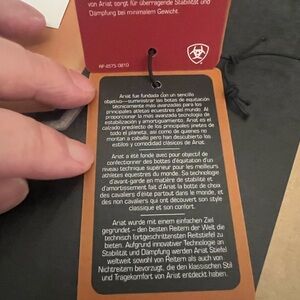 von Ariat sorgt für überragende Stabilität und
Dämpfung bei minimalem Gewicht.
Ariat fue fundada con un sencillo
objetivo—suministrar las botas de equitación
técnicamente más avanzadas para los
principales atletas ecuestres del mundo. Al
proporcionar la más avanzada tecnología de
estabilización y amortiguamiento, Ariat es el
calzado predilecto de los principales jinetes de
todo el planeta, así como de quienes no
montan a caballo pero han descubierto los
estilos y comodidad clásicos de Ariat.
Ariat a été fondé avec pour objectif de
confectionner des bottes d'équitation d'un
niveau technique supérieur pour les meilleurs
athlètes équestres du monde. Sa technologie
d'avant-garde en matière de stabilité et
d'amortissement fait d'Ariat la botte de choix
des cavaliers d'élite partout dans le monde, et
des non cavaliers qui ont découvert son style
classique et son confort.
Ariat wurde mit einem einfachen Ziel
gegründet – den besten Reitern der Welt die
technisch fortgeschrittensten Reitstiefel zu
bieten. Aufgrund innovativer Technologie an
Stabilität und Dämpfung werden Ariat Stiefel
weltweit sowohl von Reitern als auch von
Nichtreitern bevorzugt, die den klassischen Stil
und Tragekomfort von Ariat entdeckt haben.